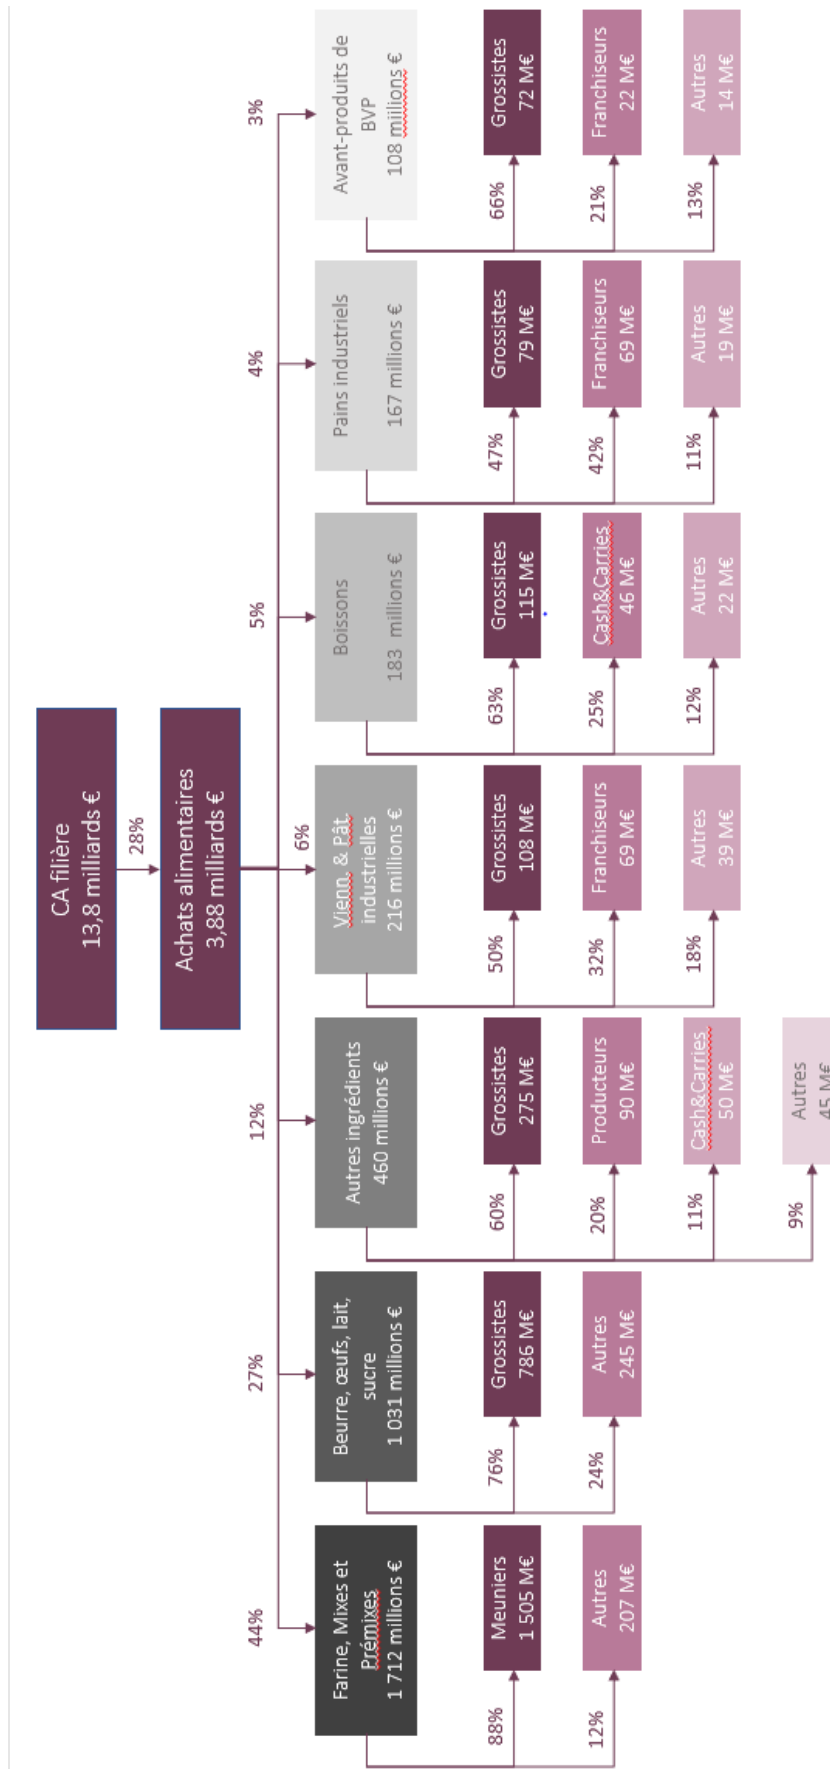 CA filière
13,8 milliards €
28%
Achats alimentaires
3,88 milliards €
44%
27%
12%
6%
5%
4%
3%
Farine, Mixes et
Prémixes
1 712 millions €
88%
Meuniers
1 505 M€
12%
Autres
207 M€
Beurre, œufs, lait,
sucre
1 031 millions €
76%
Grossistes
786 M€
24%
Autres
245 M€
Autres ingrédients
460 millions €
60%
Grossistes
275 M€
20%
Producteurs
90 M€
11%
Cash&Carries
50 M€
9%
Autres
45 M€
Vienn. & Pât.
industrielles
216 millions €
50%
Grossistes
108 M€
32%
Franchiseurs
69 M€
18%
Autres
39 M€
Boissons
183 millions €
63%
Grossistes
115 M€
25%
Cash&Carries
46 M€
12%
Autres
22 M€
Pains industriels
167 millions €
47%
Grossistes
79 M€
42%
Franchiseurs
69 M€
11%
Autres
19 M€
Avant-produits de
BVP
108 miilions €
66%
Grossistes
72 M€
21%
Franchiseurs
22 M€
13%
Autres
14 M€